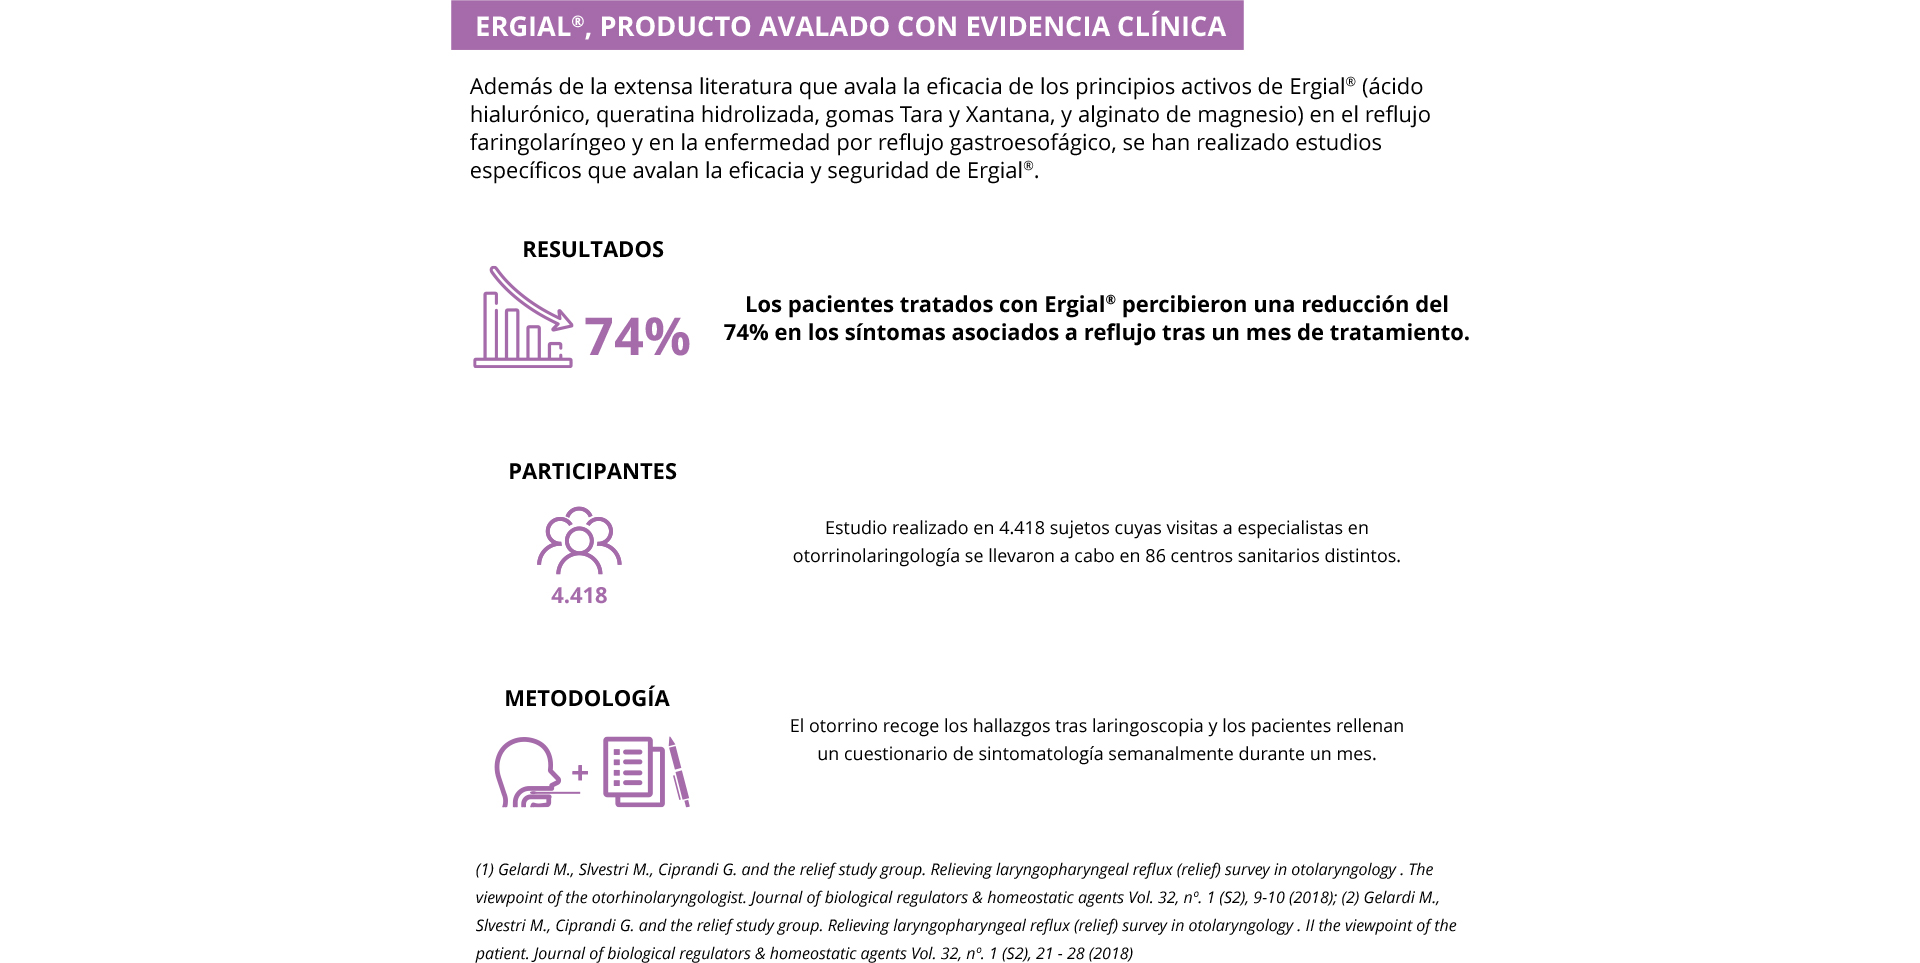 ERGIAL®, PRODUCTO AVALADO CON EVIDENCIA CLÍNICA
Además de la extensa literatura que avala la eficacia de los principios activos de Ergial® (ácido
hialurónico, queratina hidrolizada, gomas Tara y Xantana, y alginato de magnesio) en el reflujo
faringolaríngeo y en la enfermedad por reflujo gastroesofágico, se han realizado estudios
específicos que avalan la eficacia y seguridad de Ergial®.
RESULTADOS
74%
Los pacientes tratados con Ergial® percibieron una reducción del
74% en los síntomas asociados a reflujo tras un mes de tratamiento.
PARTICIPANTES
4.418
Estudio realizado en 4.418 sujetos cuyas visitas a especialistas en
otorrinolaringología se llevaron a cabo en 86 centros sanitarios distintos.
METODOLOGÍA
+
El otorrino recoge los hallazgos tras laringoscopia y los pacientes rellenan
un cuestionario de sintomatología semanalmente durante un mes.
(1) Gelardi M., Slvestri M., Ciprandi G. and the relief study group. Relieving laryngopharyngeal reflux (relief) survey in otolaryngology . The
viewpoint of the otorhinolaryngologist. Journal of biological regulators & homeostatic agents Vol. 32, nº. 1 (S2), 9-10 (2018); (2) Gelardi M.,
Slvestri M., Ciprandi G. and the relief study group. Relieving laryngopharyngeal reflux (relief) survey in otolaryngology . II the viewpoint of the
patient. Journal of biological regulators & homeostatic agents Vol. 32, nº. 1 (S2), 21 - 28 (2018)